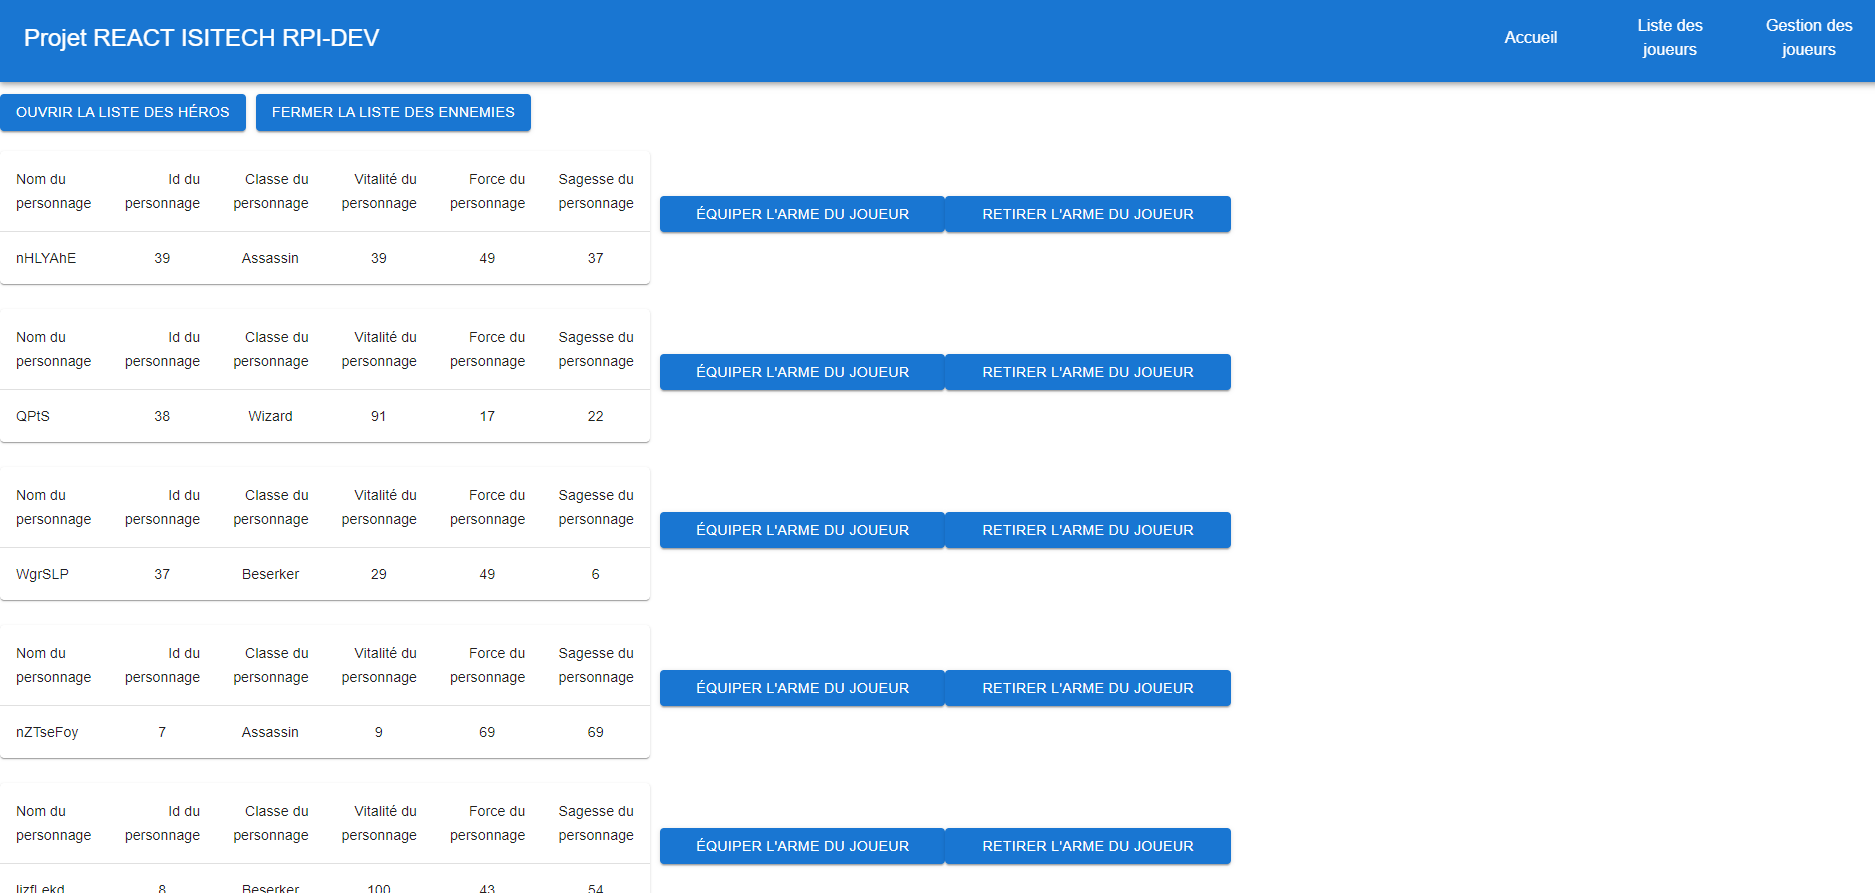 Projet REACT ISITECH RPI-DEV
Accueil
Liste des
joueurs
Gestion des
joueurs
OUVRIR LA LISTE DES HÉROS
FERMER LA LISTE DES ENNEMIES
Nom du Id du Classe du Vitalité du Force du Sagesse du
personnage personnage personnage personnage personnage personnage
nHLYAhE 39 Assassin 39 49 37
ÉQUIPER L'ARME DU JOUEUR
RETIRER L'ARME DU JOUEUR
Nom du Id du Classe du Vitalité du Force du Sagesse du
personnage personnage personnage personnage personnage personnage
QPtS 38 Wizard 91 17 22
ÉQUIPER L'ARME DU JOUEUR
RETIRER L'ARME DU JOUEUR
Nom du Id du Classe du Vitalité du Force du Sagesse du
personnage personnage personnage personnage personnage personnage
WgrSLP 37 Beserker 29 49 6
ÉQUIPER L'ARME DU JOUEUR
RETIRER L'ARME DU JOUEUR
Nom du Id du Classe du Vitalité du Force du Sagesse du
personnage personnage personnage personnage personnage personnage
nZTseFoy 7 Assassin 9 69 69
ÉQUIPER L'ARME DU JOUEUR
RETIRER L'ARME DU JOUEUR
Nom du Id du Classe du Vitalité du Force du Sagesse du
personnage personnage personnage personnage personnage personnage
8 Beserker 100 43 54
ÉQUIPER L'ARME DU JOUEUR
RETIRER L'ARME DU JOUEUR